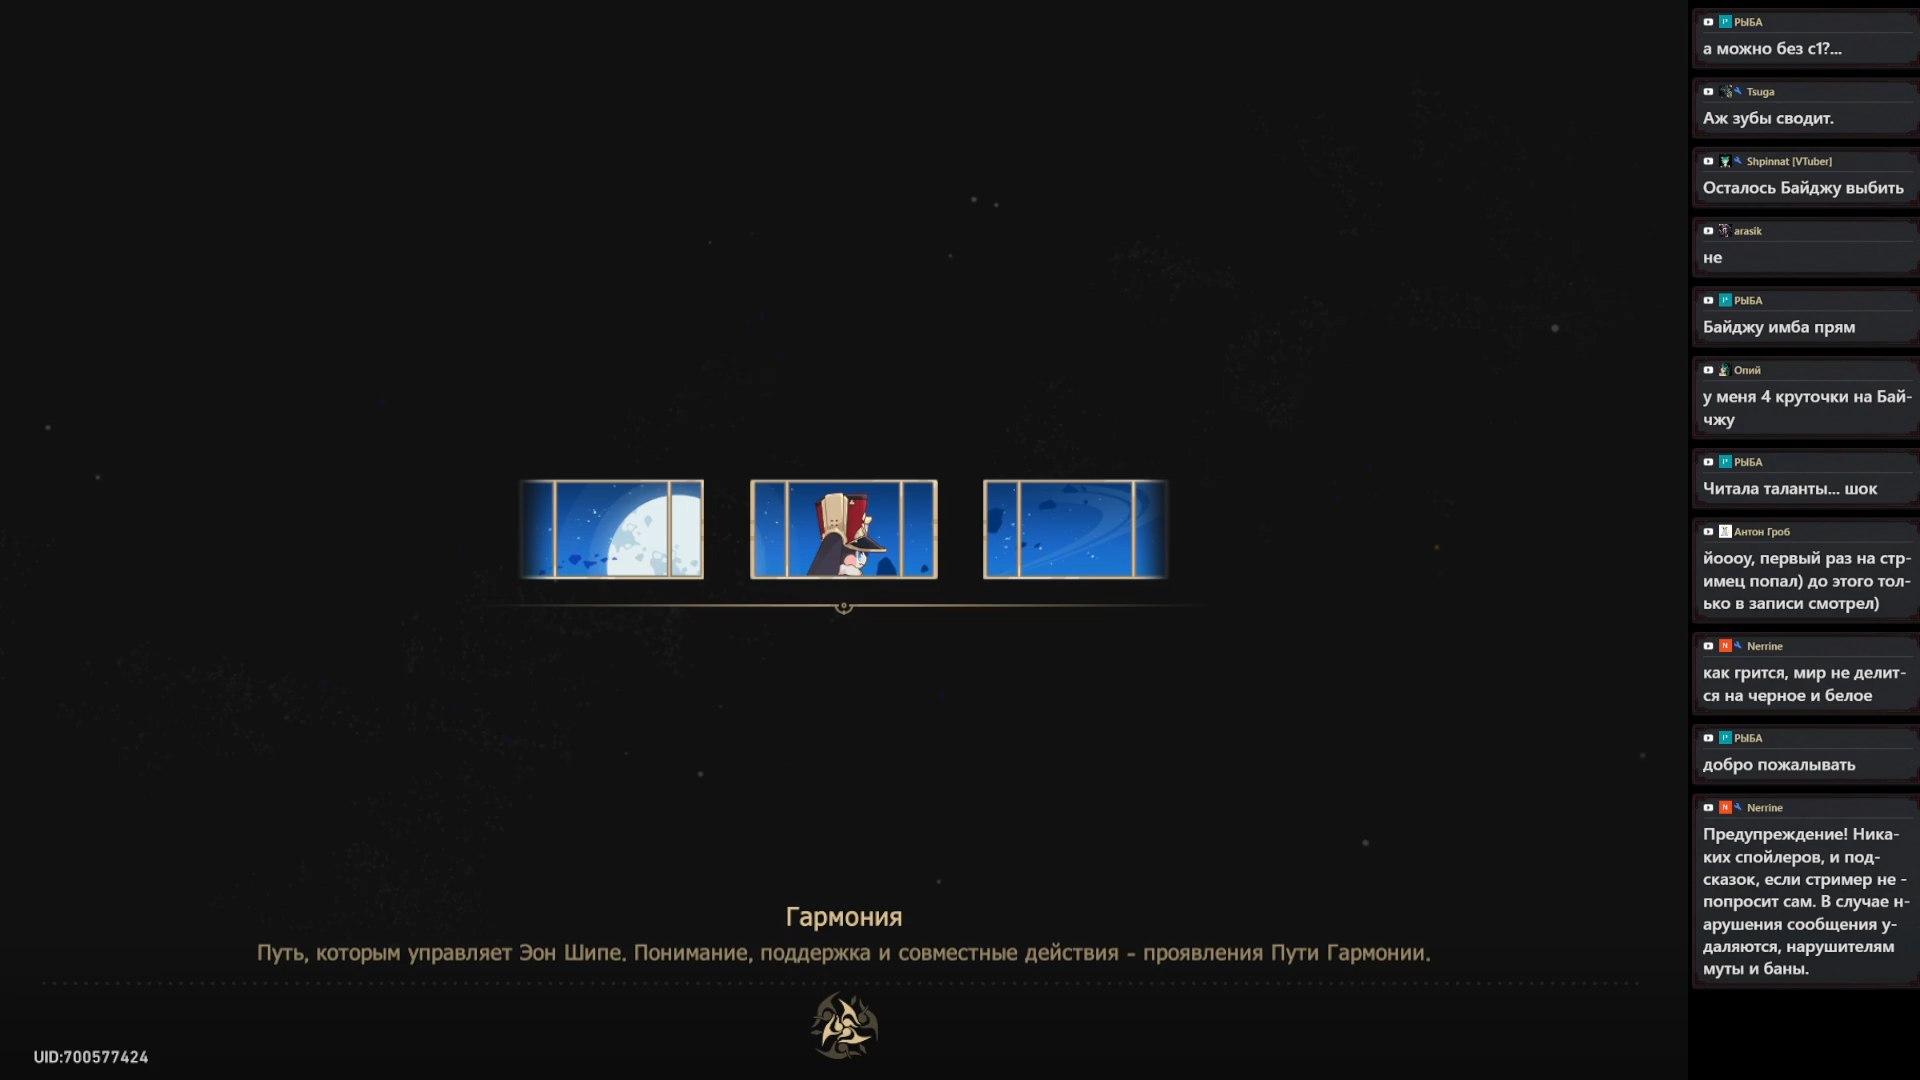 Гармония
Путь, которым управляет Эон Шипе. Понимание, поддержка и совместные действия - проявления Пути Гармонии.
UID:700577424
РЫБА
а можно без с1?...
Tsuga
Аж зубы сводит.
Shpinnat [VTuber]
Осталось Байджу выбить
arasik
не
РЫБА
Байджу имба прям
Опий
у меня 4 круточки на Бай-
чжу
РЫБА
Читала таланты... шок
Антон Гроб
йоооу, первый раз на стр-
имец попал) до этого тол-
ько в записи смотрел)
Nerrine
как грится, мир не делит-
ся на черное и белое
РЫБА
добро пожалывать
Nerrine
Предупреждение! Ника-
ких спойлеров, и под-
сказок, если стример не -
попросит сам. В случае н-
арушения сообщения у-
даляются, нарушителям
муты и баны.